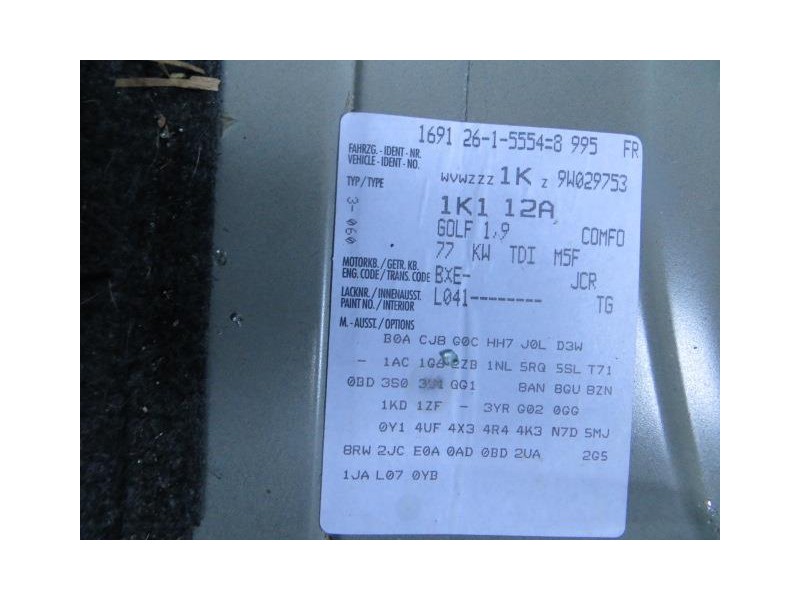 1691 26-1-5554=8 995 FR
FAHRZG. - IDENT - NR.
VEHICLE - IDENT - NO.
WVWZZZ 1K Z 9W029753
TYP / TYPE
1K1 12A
3-060
GOLF 1,9 COMFO
77 KW TDI M5F
MOTORKB. / GETR. KB.
ENG. CODE / TRANS. CODE
BXE- JCR
LACKNR. / INNENAUSST.
PAINT NO. / INTERIOR
L041-------- TG
M. - AUSST. / OPTIONS
B0A CJB G0C HH7 J0L D3W
- 1AC 2ZB 1NL 5RQ 5SL T71
0BD 3S0 QG1 8AN 8GU 8ZN
1KD 1ZF - 3YR G02 0GG
0Y1 4UF 4X3 4R4 4K3 N7D 5MJ
8RW 2JC E0A 0AD 0BD 2UA 2G5
1JA L07 0YB